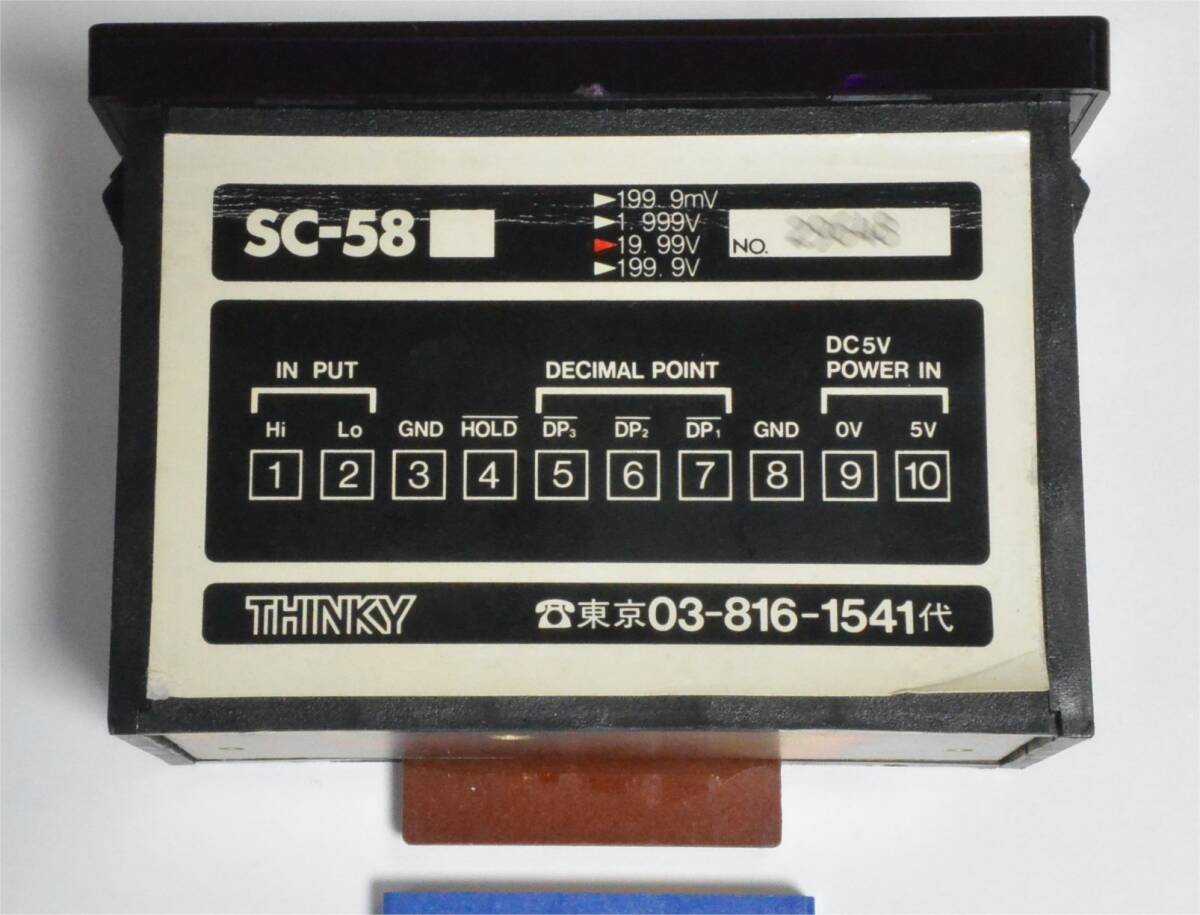 SC-58
▶199.9mV
▶1.999V
▶19.99V
▶199.9V
NO.
IN PUT
DECIMAL POINT
DC5V
POWER IN
Hi Lo GND HOLD DP₃ DP₂ DP₁ GND 0V 5V
1 2 3 4 5 6 7 8 9 10
THINKY
☎東京03-816-1541代